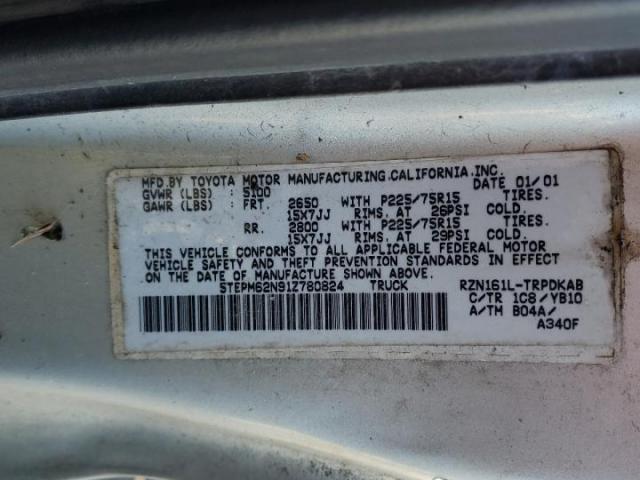 MFD.BY TOYOTA MOTOR MANUFACTURING,CALIFORNIA,INC.
GVWR (LBS) : 5100 DATE 01/01
GAWR (LBS) : FRT. 2650 WITH P225/75R15 TIRES.
15X7JJ RIMS, AT 26PSI COLD.
RR. 2800 WITH P225/75R15 TIRES.
15X7JJ RIMS, AT 29PSI COLD.
THIS VEHICLE CONFORMS TO ALL APPLICABLE FEDERAL MOTOR
VEHICLE SAFETY AND THEFT PREVENTION STANDARDS IN EFFECT
ON THE DATE OF MANUFACTURE SHOWN ABOVE.
5TEPM62N91Z780824 TRUCK RZN161L-TRPDKAB
C/TR 1C8/YB10
A/TH B04A/
A340F